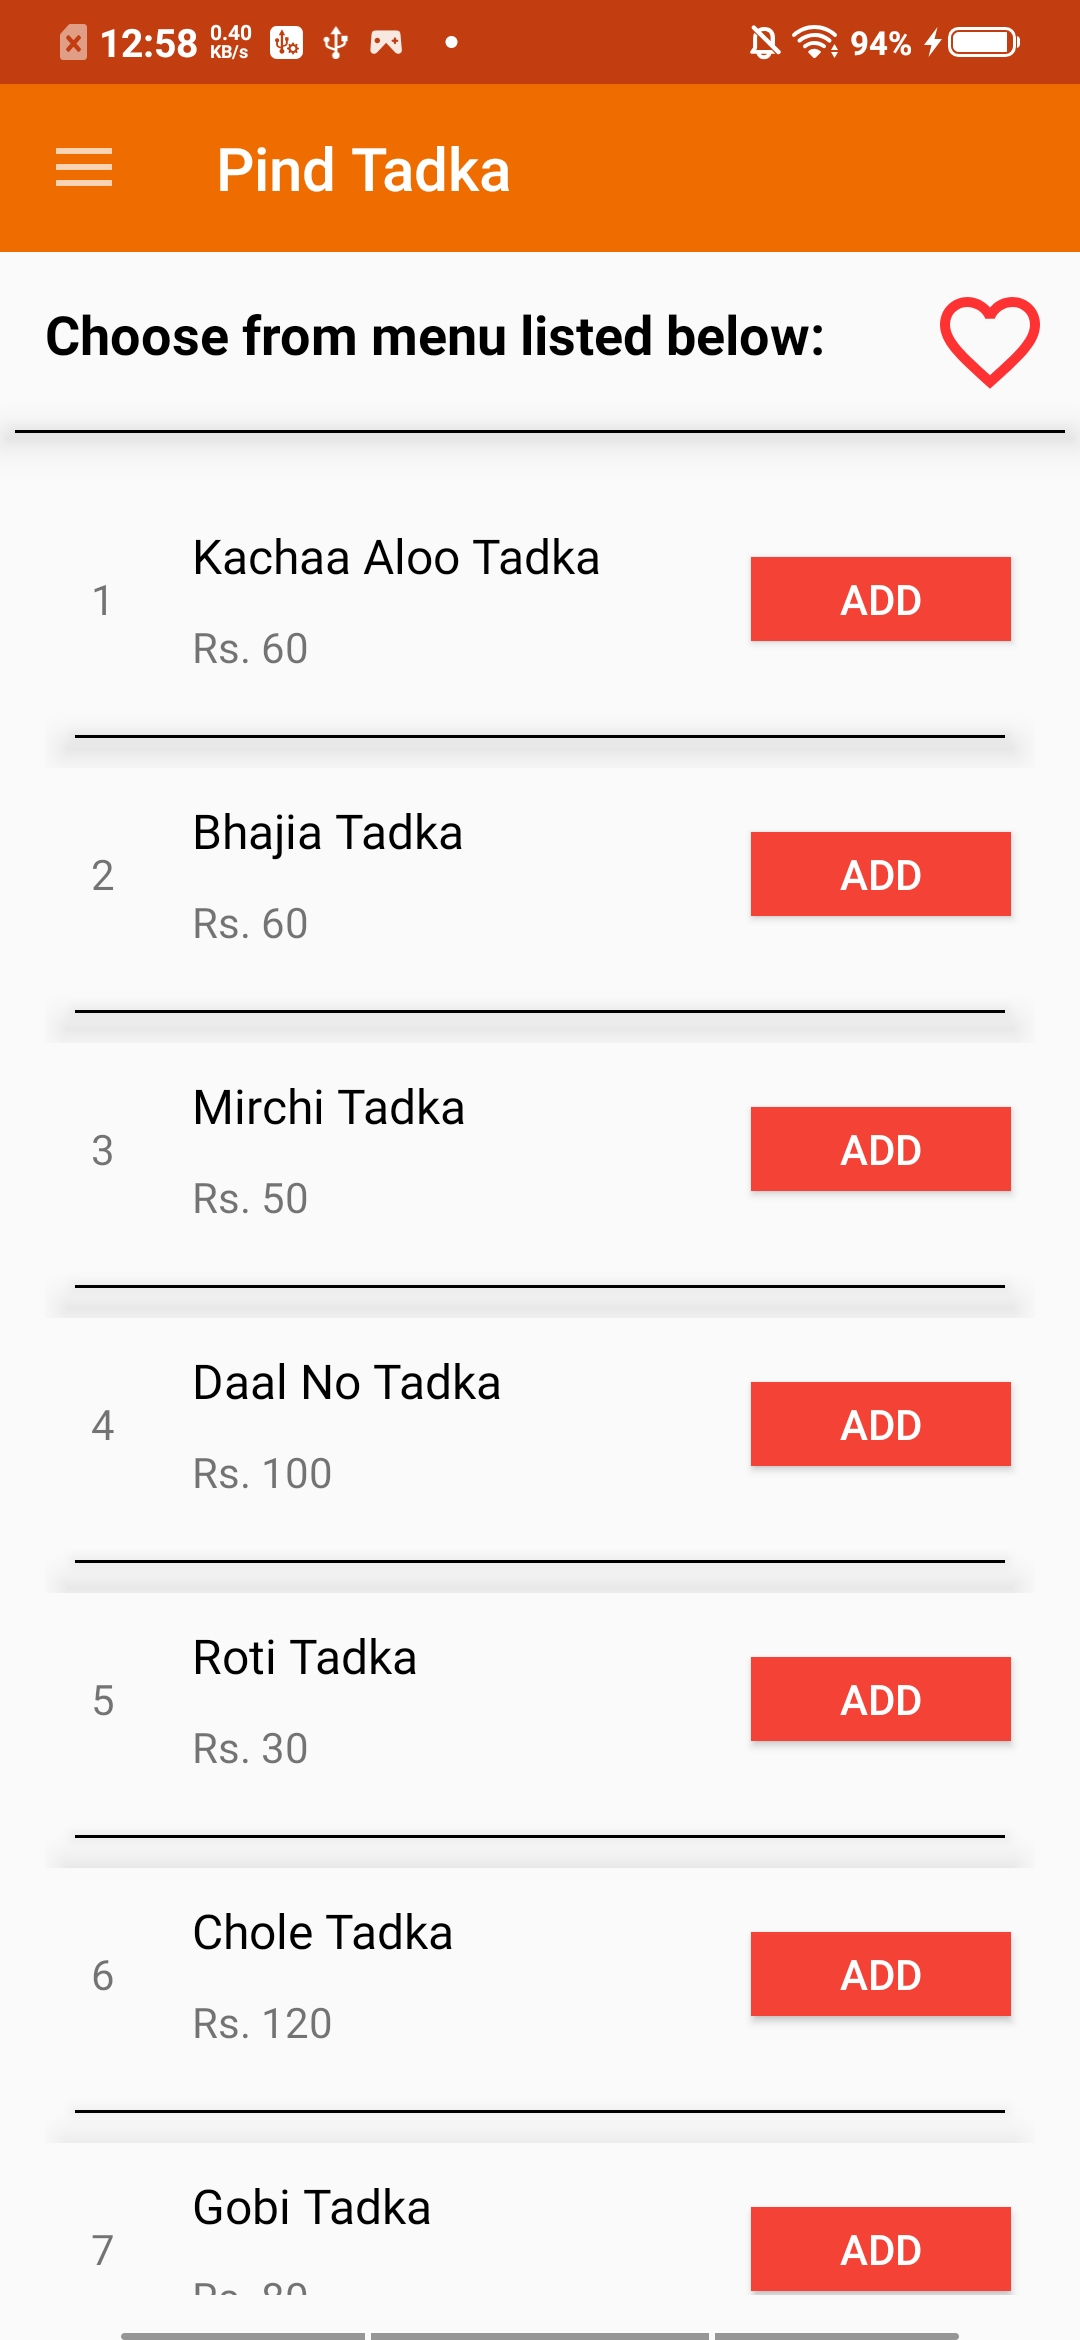 12:58 0.40 KB/s 94%
Pind Tadka
Choose from menu listed below:
Kachaa Aloo Tadka
1
ADD
Rs. 60
Bhajia Tadka
2
ADD
Rs. 60
Mirchi Tadka
3
ADD
Rs. 50
Daal No Tadka
4
ADD
Rs. 100
Roti Tadka
5
ADD
Rs. 30
Chole Tadka
6
ADD
Rs. 120
Gobi Tadka
7
ADD
Rs. 80